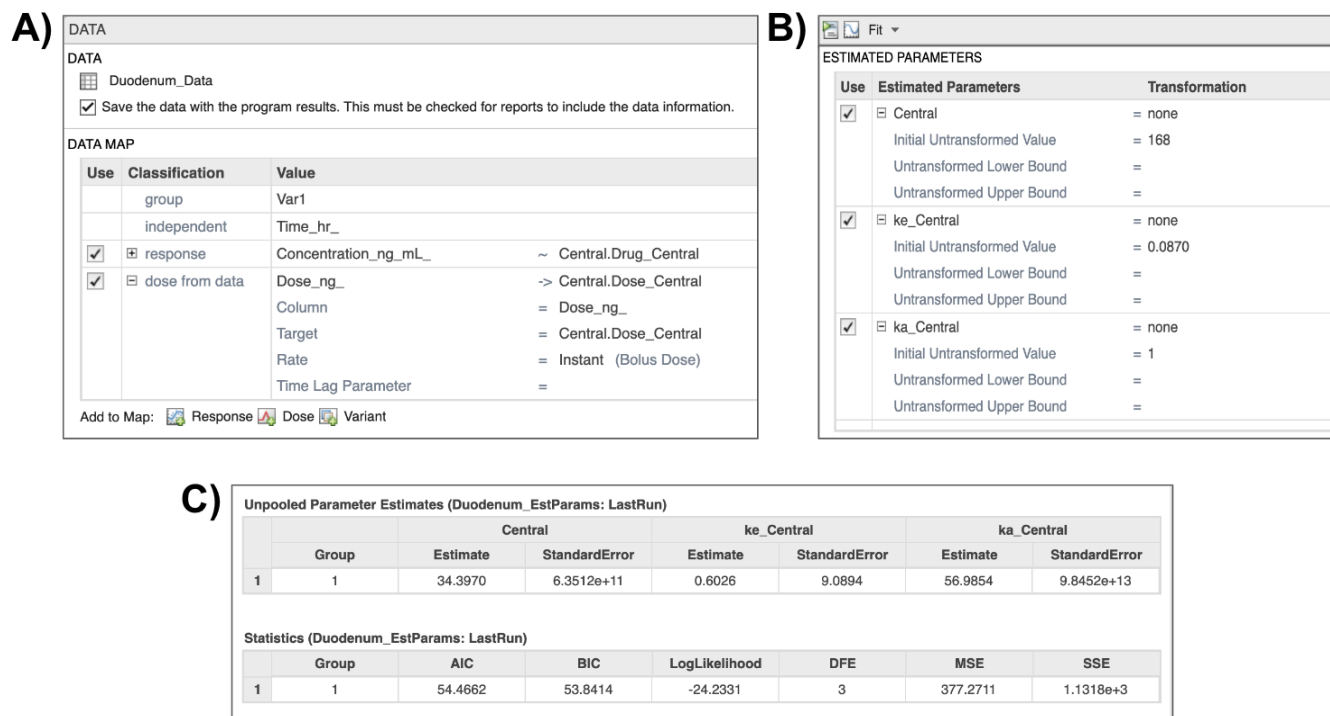 A)
DATA
DATA
Duodenum_Data
Save the data with the program results. This must be checked for reports to include the data information.
DATA MAP
Use Classification Value
group Var1
independent Time_hr_
response Concentration_ng_mL_ ~ Central.Drug_Central
dose from data Dose_ng_ -> Central.Dose_Central
Column = Dose_ng_
Target = Central.Dose_Central
Rate = Instant (Bolus Dose)
Time Lag Parameter =
Add to Map: Response Dose Variant
B)
Fit
ESTIMATED PARAMETERS
Use Estimated Parameters Transformation
Central = none
Initial Untransformed Value = 168
Untransformed Lower Bound =
Untransformed Upper Bound =
ke_Central = none
Initial Untransformed Value = 0.0870
Untransformed Lower Bound =
Untransformed Upper Bound =
ka_Central = none
Initial Untransformed Value = 1
Untransformed Lower Bound =
Untransformed Upper Bound =
C)
Unpooled Parameter Estimates (Duodenum_EstParams: LastRun)
Central ke_Central ka_Central
Group Estimate StandardError Estimate StandardError Estimate StandardError
1 1 34.3970 6.3512e+11 0.6026 9.0894 56.9854 9.8452e+13
Statistics (Duodenum_EstParams: LastRun)
Group AIC BIC LogLikelihood DFE MSE SSE
1 1 54.4662 53.8414 -24.2331 3 377.2711 1.1318e+3